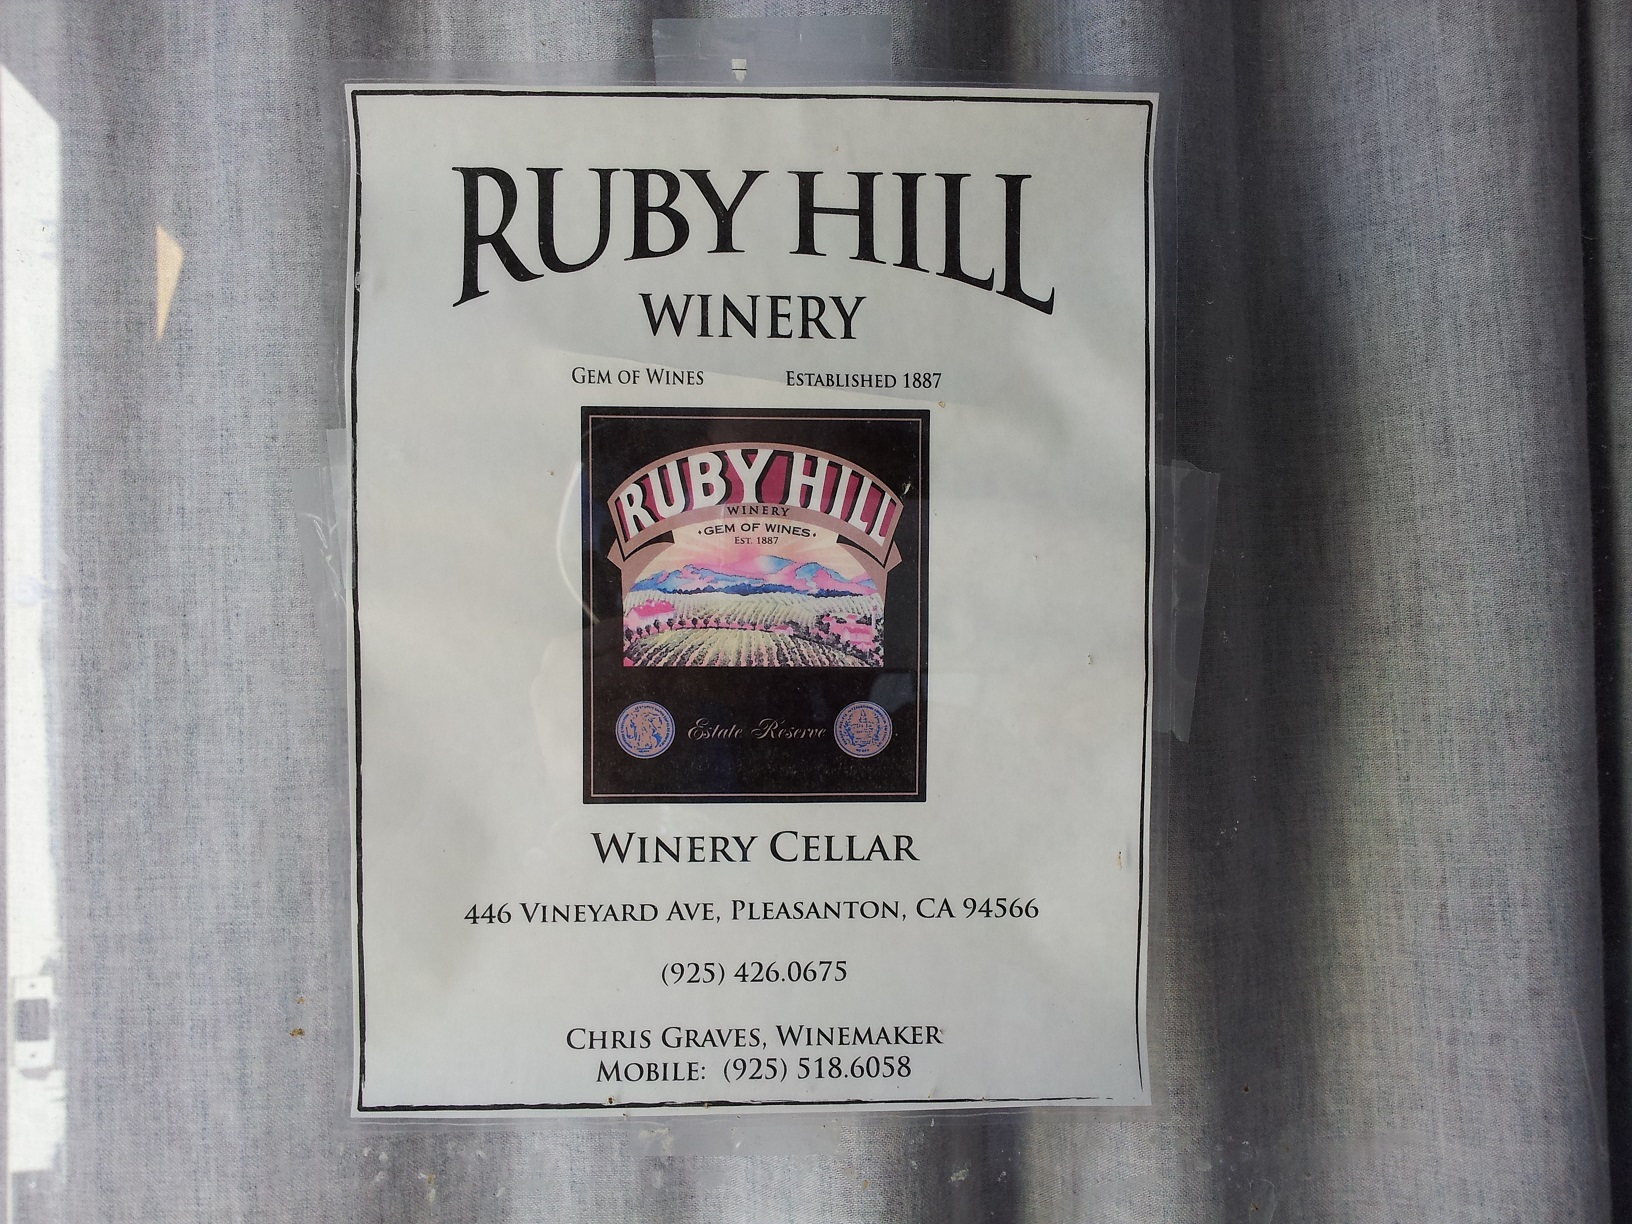 RUBY HILL
WINERY
GEM OF WINES ESTABLISHED 1887
RUBY HILL
WINERY
·GEM OF WINES·
EST. 1887
Estate Reserve
WINERY CELLAR
446 VINEYARD AVE, PLEASANTON, CA 94566
(925) 426.0675
CHRIS GRAVES, WINEMAKER
MOBILE: (925) 518.6058